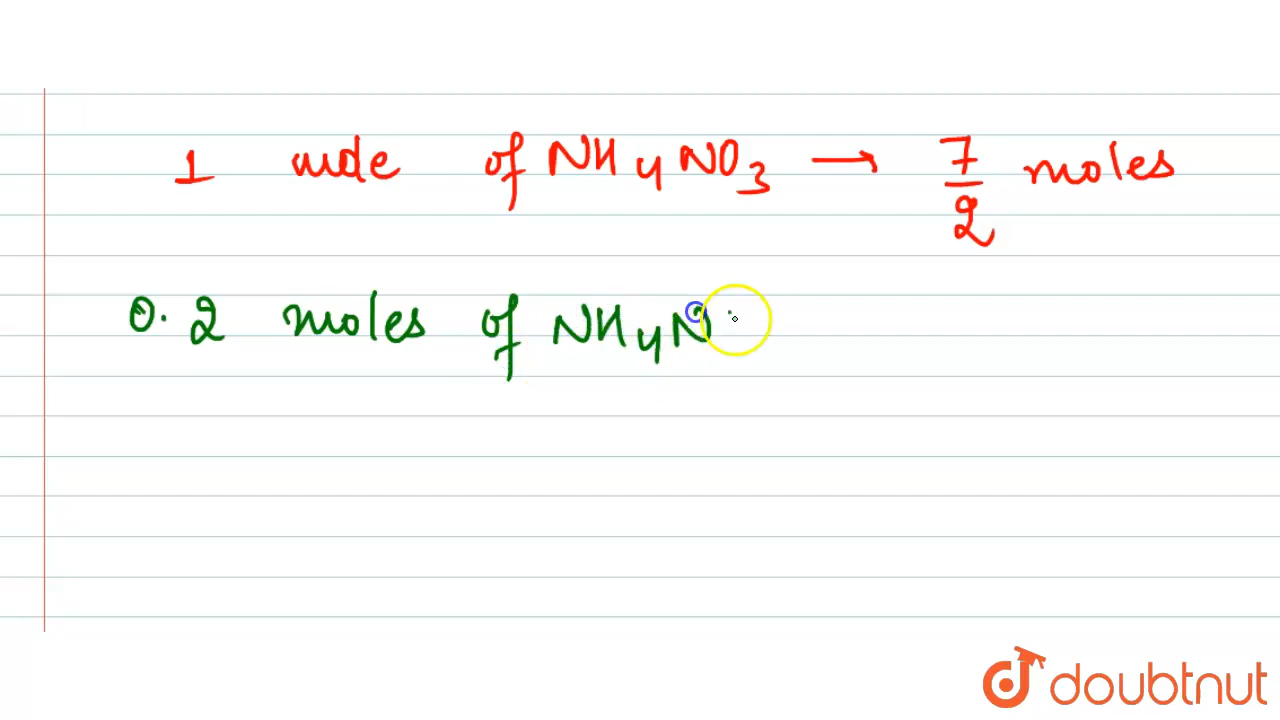 1 mole of NH4NO3 → 7/2 moles
0.2 moles of NH4N
doubtnut